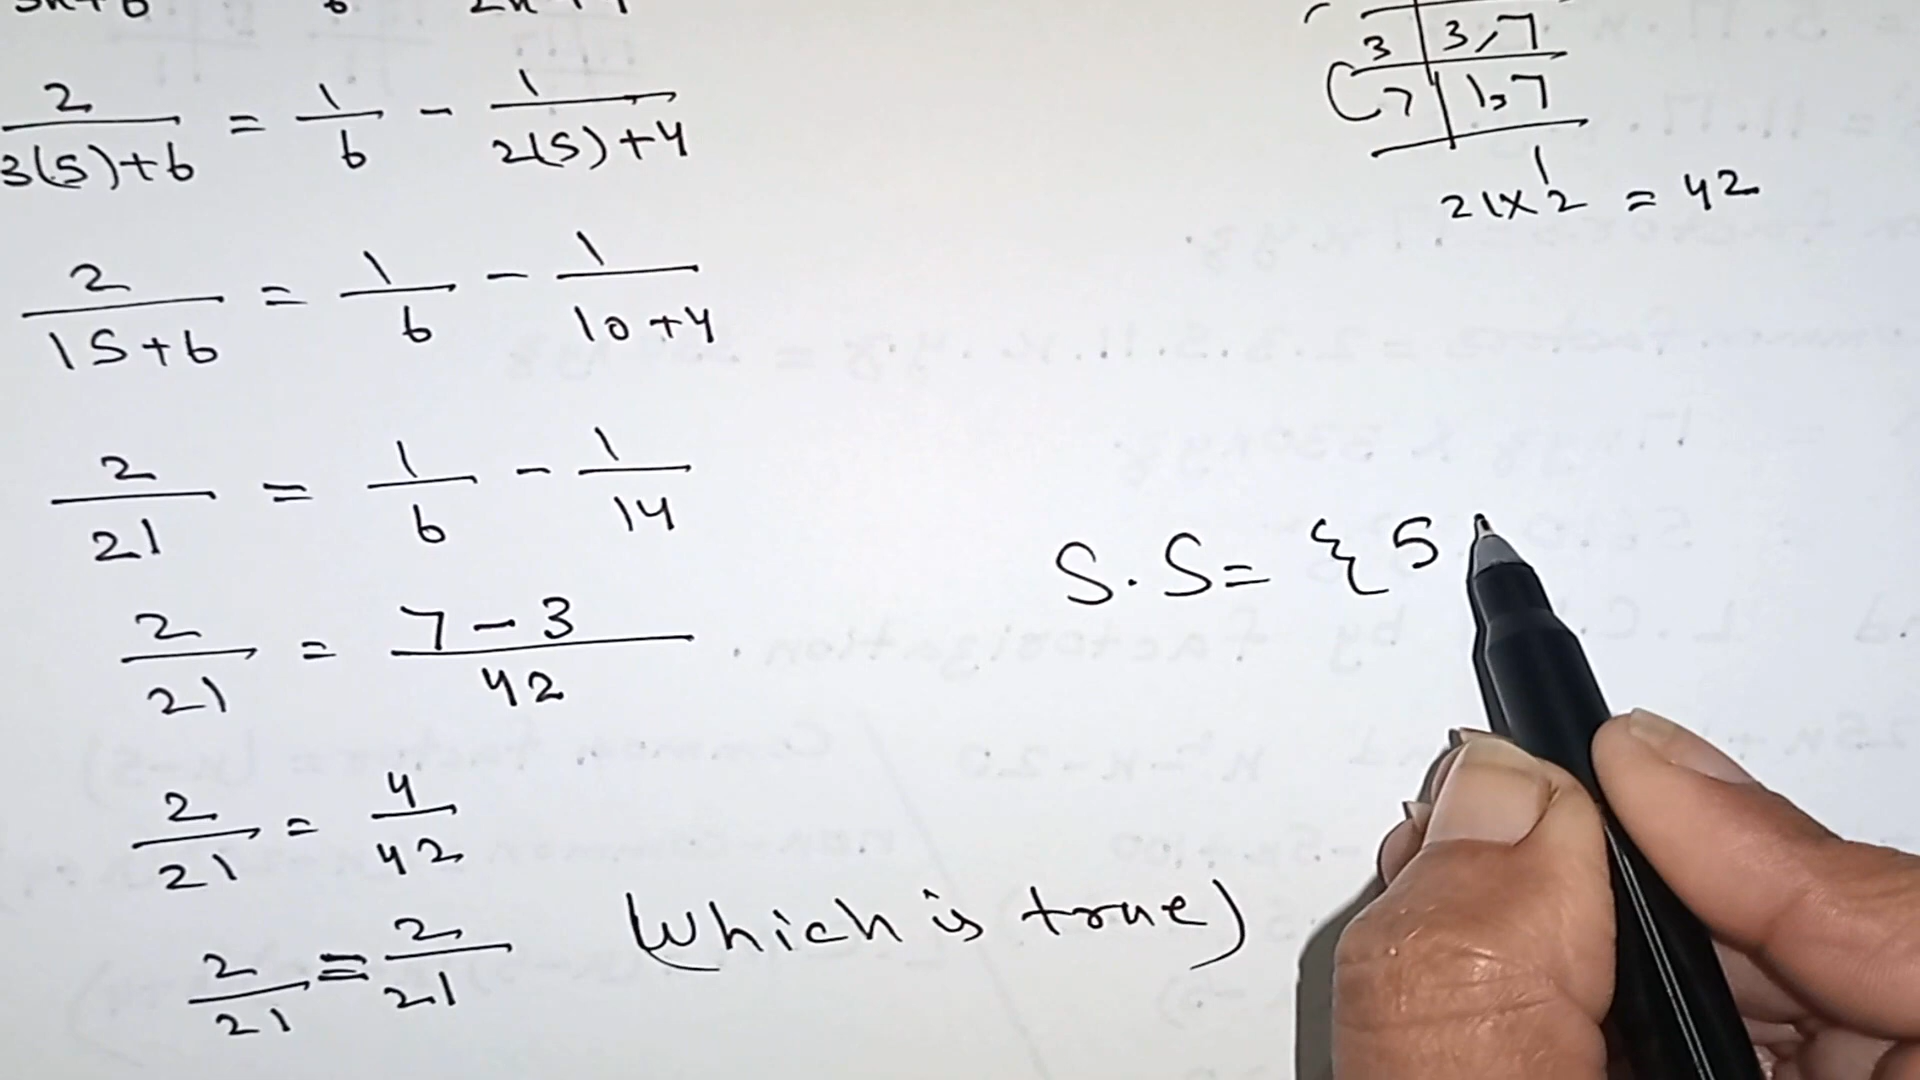 2/3(5)+6 = 1/6 - 1/2(5)+4
2/15+6 = 1/6 - 1/10+4
2/21 = 1/6 - 1/14
2/21 = 7-3/42
2/21 = 4/42
2/21 = 2/21 (which is true)
3 | 3,7
7 | 1,7
1
21x2 = 42
S.S = { 5